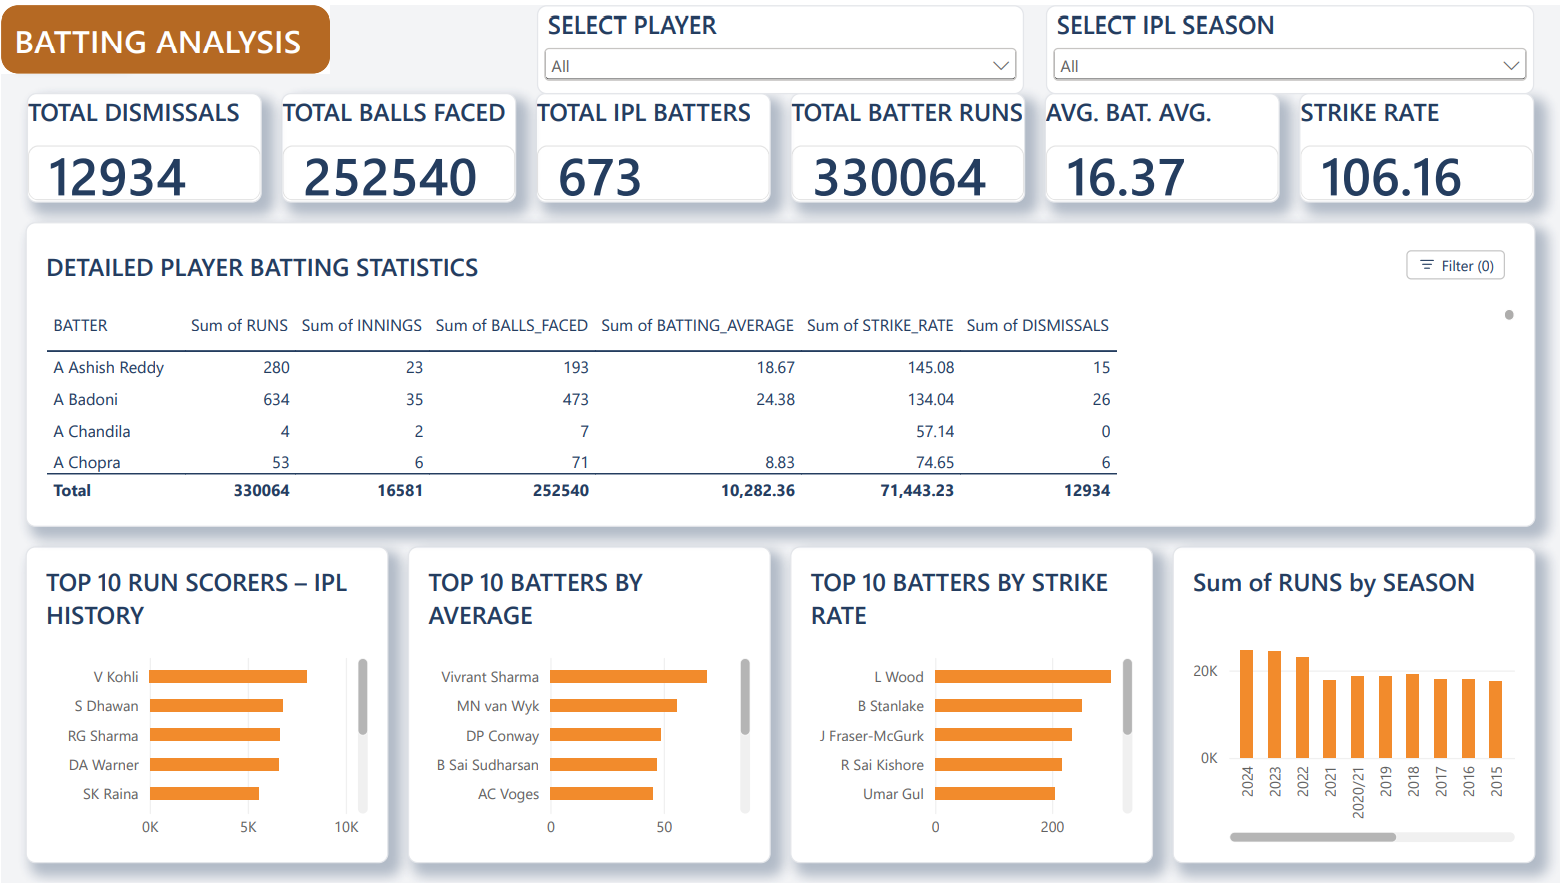 BATTING ANALYSIS
SELECT PLAYER
All
SELECT IPL SEASON
All
TOTAL DISMISSALS
12934
TOTAL BALLS FACED
252540
TOTAL IPL BATTERS
673
TOTAL BATTER RUNS
330064
AVG. BAT. AVG.
16.37
STRIKE RATE
106.16
DETAILED PLAYER BATTING STATISTICS
Filter (0)
BATTER Sum of RUNS Sum of INNINGS Sum of BALLS_FACED Sum of BATTING_AVERAGE Sum of STRIKE_RATE Sum of DISMISSALS
A Ashish Reddy 280 23 193 18.67 145.08 15
A Badoni 634 35 473 24.38 134.04 26
A Chandila 4 2 7 57.14 0
A Chopra 53 6 71 8.83 74.65 6
Total 330064 16581 252540 10,282.36 71,443.23 12934
TOP 10 RUN SCORERS – IPL
HISTORY
V Kohli
S Dhawan
RG Sharma
DA Warner
SK Raina
0K 5K 10K
TOP 10 BATTERS BY
AVERAGE
Vivrant Sharma
MN van Wyk
DP Conway
B Sai Sudharsan
AC Voges
0 50
TOP 10 BATTERS BY STRIKE
RATE
L Wood
B Stanlake
J Fraser-McGurk
R Sai Kishore
Umar Gul
0 200
Sum of RUNS by SEASON
20K
0K
2024 2023 2022 2021 2020/21 2019 2018 2017 2016 2015